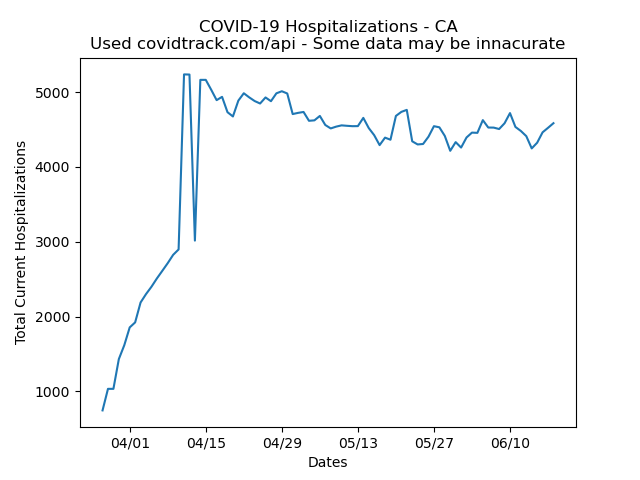 COVID-19 Hospitalizations - CA
Used covidtrack.com/api - Some data may be innacurate
Total Current Hospitalizations
5000
4000
3000
2000
1000
04/01 04/15 04/29 05/13 05/27 06/10
Dates